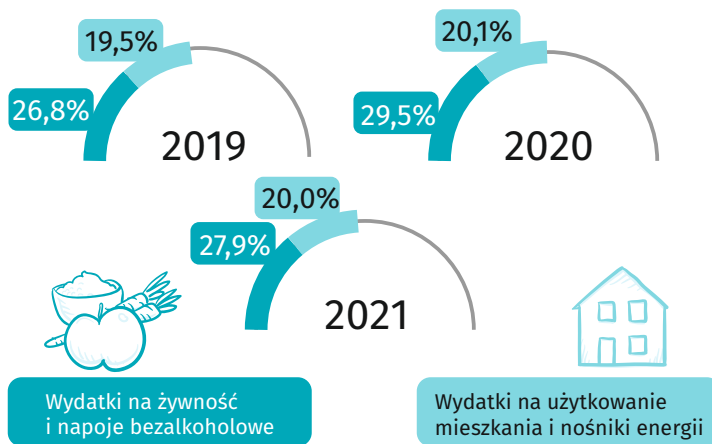 19,5%
26,8%
2019
20,1%
29,5%
2020
20,0%
27,9%
2021
Wydatki na żywność
i napoje bezalkoholowe
Wydatki na użytkowanie
mieszkania i nośniki energii